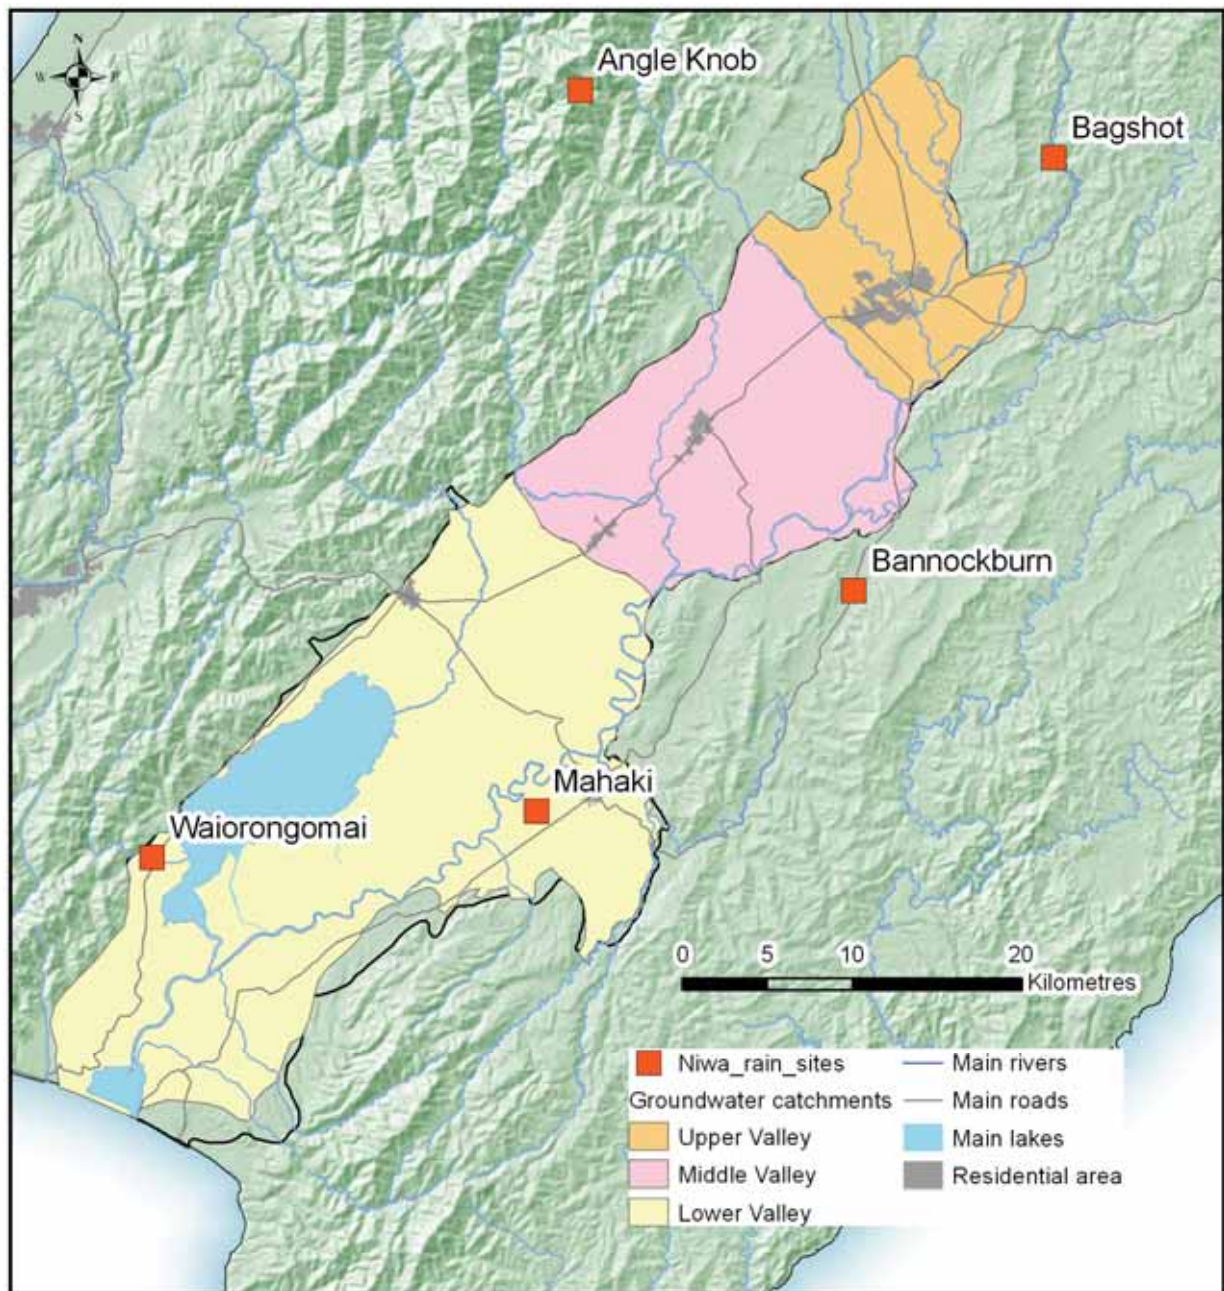 N
W
S
Angle Knob
Bagshot
Bannockburn
Mahaki
Waiorongomai
0 5 10 20
Kilometres
Niwa_rain_sites
Groundwater catchments
Upper Valley
Middle Valley
Lower Valley
Main rivers
Main roads
Main lakes
Residential area